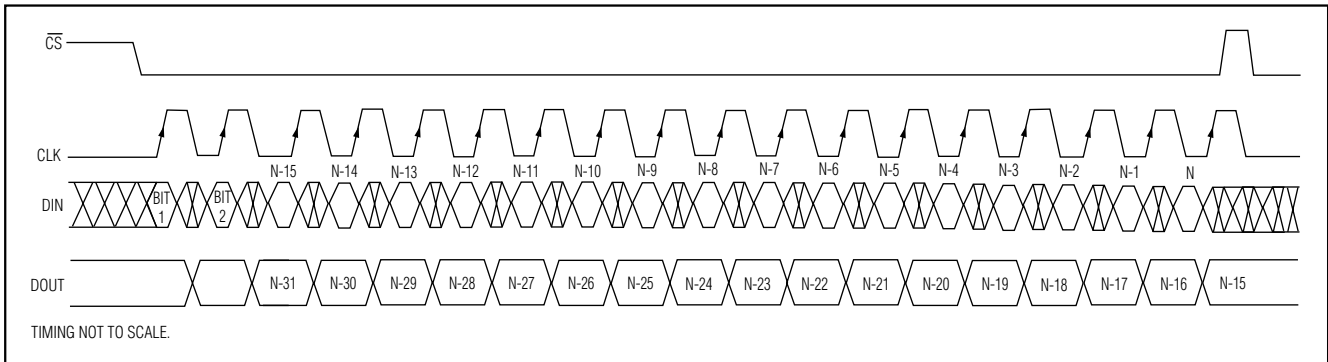 CS
CLK
N-15 N-14 N-13 N-12 N-11 N-10 N-9 N-8 N-7 N-6 N-5 N-4 N-3 N-2 N-1 N
DIN BIT 1 BIT 2
DOUT N-31 N-30 N-29 N-28 N-27 N-26 N-25 N-24 N-23 N-22 N-21 N-20 N-19 N-18 N-17 N-16 N-15
TIMING NOT TO SCALE.